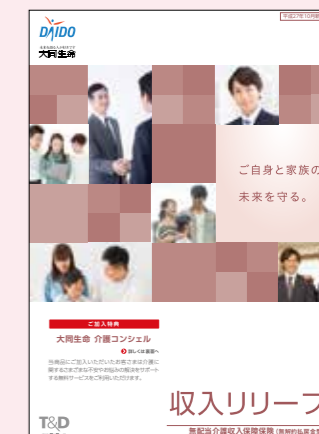 平成27年10月
DAIDO
大同生命
ご自身と家族の
未来を守る。
ご加入特典
大同生命 介護コンシェル
詳しくは裏面へ
当商品にご加入いただいたお客さまは介護に
関するさまざまな不安やお悩みの解決をサポート
する無料サービスをご利用いただけます。
収入リリーフ
T&D
無配当介護収入保障保険